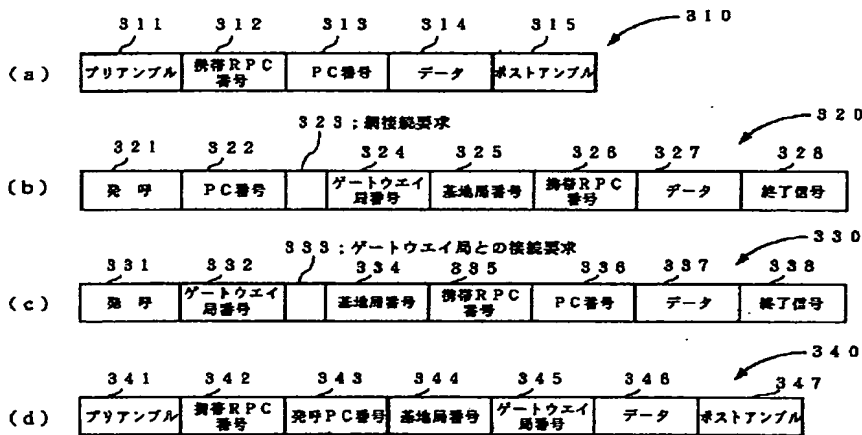 311 312 313 314 315 310
(a) プリアンブル 携帯RPC番号 PC番号 データ ポストアンブル
323;網接続要求
321 322 324 325 326 327 328 320
(b) 発呼 PC番号 ゲートウエイ局番号 基地局番号 携帯RPC番号 データ 終了信号
333;ゲートウエイ局との接続要求
331 332 334 335 336 337 338 330
(c) 発呼 ゲートウエイ局番号 基地局番号 携帯RPC番号 PC番号 データ 終了信号
341 342 343 344 345 346 347 340
(d) プリアンブル 携帯RPC番号 発呼PC番号 基地局番号 ゲートウエイ局番号 データ ポストアンブル